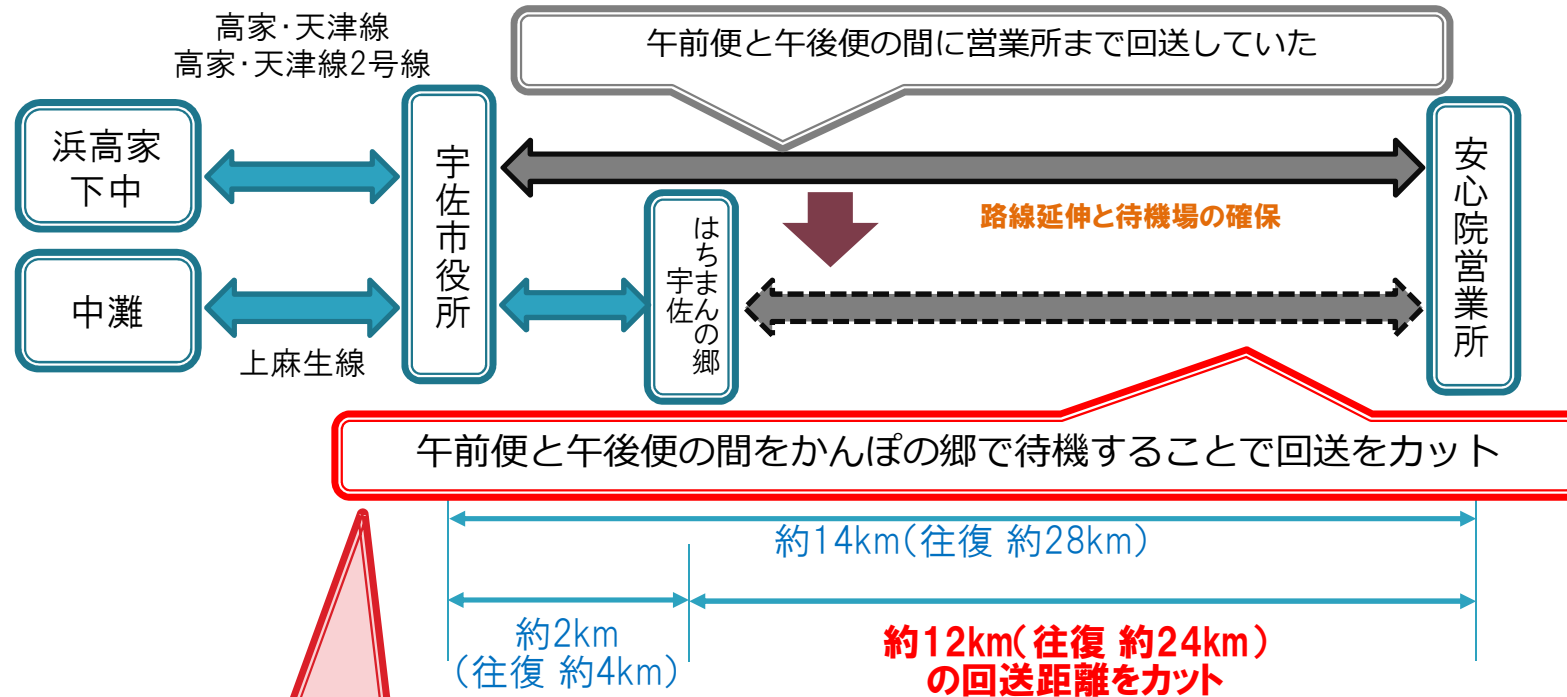 高家・天津線
高家・天津線2号線
午前便と午後便の間に営業所まで回送していた
浜高家
下中
宇佐市役所
安心院営業所
路線延伸と待機場の確保
はちまんの郷
宇佐
中灘
上麻生線
午前便と午後便の間をかんぽの郷で待機することで回送をカット
約14km(往復 約28km)
約2km
(往復 約4km)
約12km(往復 約24km)
の回送距離をカット